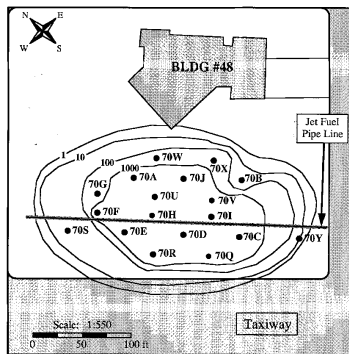 N E
W S
BLDG #48
Jet Fuel
Pipe Line
1 10 100 1000
70W
70X
70A 70J 70B
70G
70U 70V
70F 70H 70I
70S 70E 70D 70C 70Y
70R 70Q
Scale: 1:550
0 50 100 ft
Taxiway